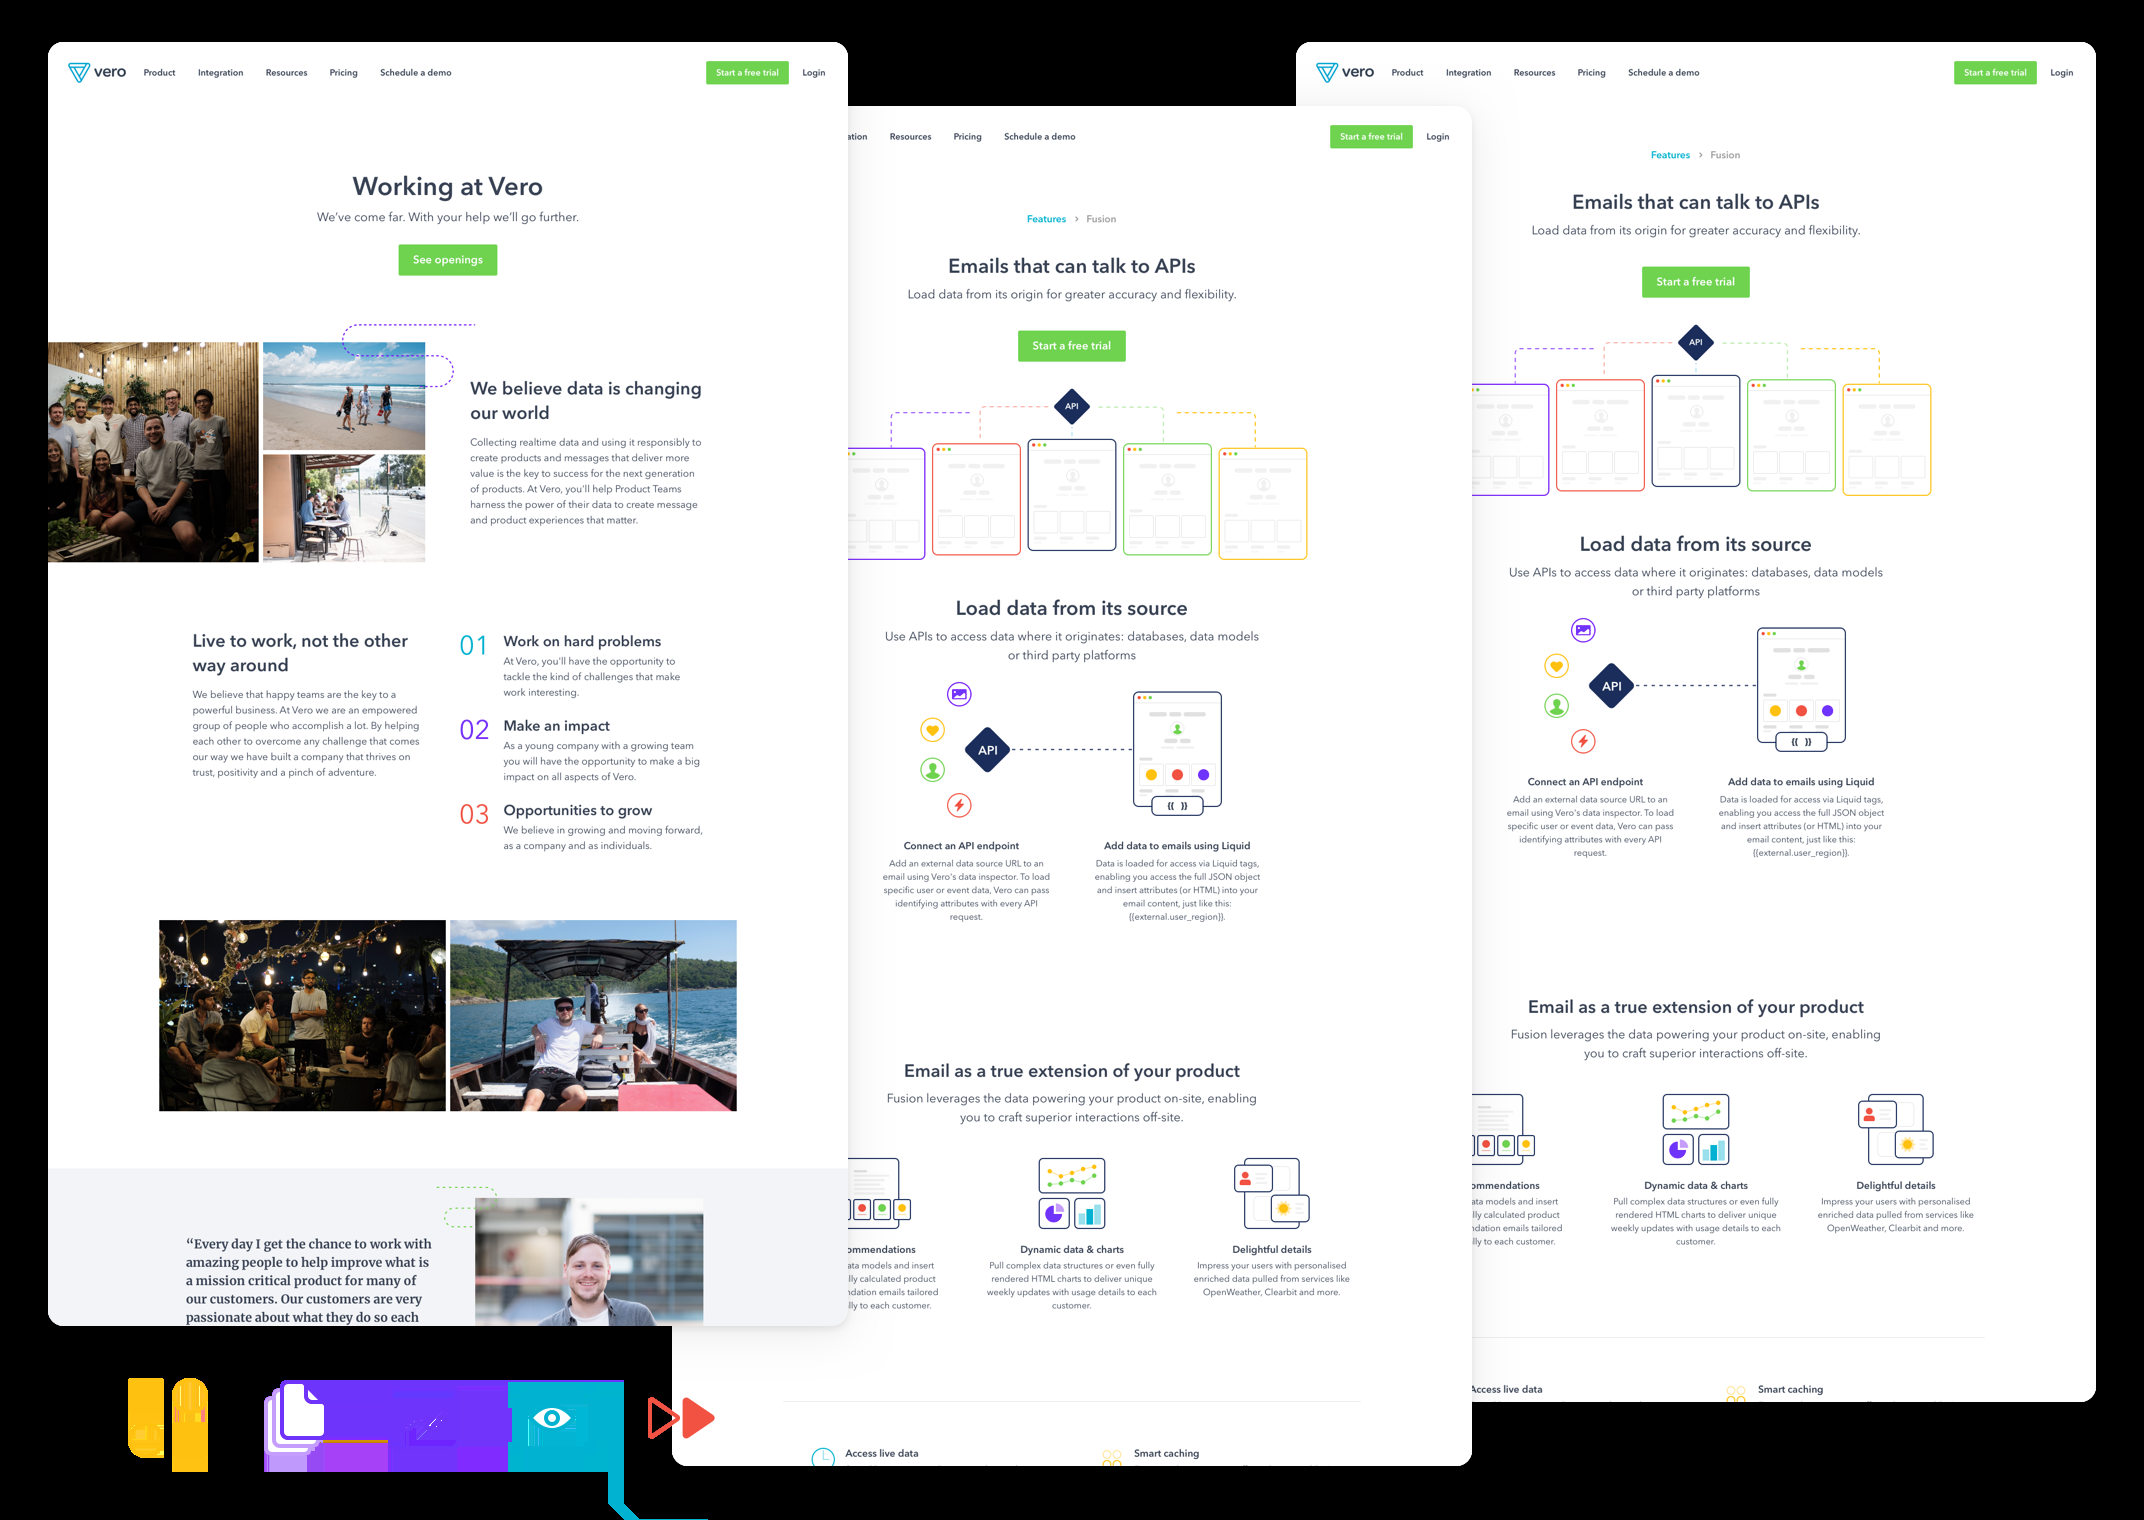 vero Product Integration Resources Pricing Schedule a demo Start a free trial Login
Working at Vero
We've come far. With your help we'll go further.
See openings
We believe data is changing
our world
Collecting realtime data and using it responsibly to
create products and messages that deliver more
value is the key to success for the next generation
of products. At Vero, you'll help Product Teams
harness the power of their data to create message
and product experiences that matter.
Live to work, not the other
way around
We believe that happy teams are the key to a
powerful business. At Vero we are an empowered
group of people who accomplish a lot. By helping
each other to overcome any challenge that comes
our way we have built a company that thrives on
trust, positivity and a pinch of adventure.
01 Work on hard problems
At Vero, you'll have the opportunity to
tackle the kind of challenges that make
work interesting.
02 Make an impact
As a young company with a growing team
you will have the opportunity to make a big
impact on all aspects of Vero.
03 Opportunities to grow
We believe in growing and moving forward,
as a company and as individuals.
“Every day I get the chance to work with
amazing people to help improve what is
a mission critical product for many of
our customers. Our customers are very
passionate about what they do so each
ation Resources Pricing Schedule a demo Start a free trial Login
Features > Fusion
Emails that can talk to APIs
Load data from its origin for greater accuracy and flexibility.
Start a free trial
API
Load data from its source
Use APIs to access data where it originates: databases, data models
or third party platforms
API
{{ }}
Connect an API endpoint
Add an external data source URL to an
email using Vero's data inspector. To load
specific user or event data, Vero can pass
identifying attributes with every API
request.
Add data to emails using Liquid
Data is loaded for access via Liquid tags,
enabling you access the full JSON object
and insert attributes (or HTML) into your
email content, just like this:
{{external.user_region}}.
Email as a true extension of your product
Fusion leverages the data powering your product on-site, enabling
you to craft superior interactions off-site.
ommendations
ata models and insert
lly calculated product
ndation emails tailored
lly to each customer.
Dynamic data & charts
Pull complex data structures or even fully
rendered HTML charts to deliver unique
weekly updates with usage details to each
customer.
Delightful details
Impress your users with personalised
enriched data pulled from services like
OpenWeather, Clearbit and more.
Access live data
Smart caching
vero Product Integration Resources Pricing Schedule a demo Start a free trial Login
Features > Fusion
Emails that can talk to APIs
Load data from its origin for greater accuracy and flexibility.
Start a free trial
API
Load data from its source
Use APIs to access data where it originates: databases, data models
or third party platforms
API
{{ }}
Connect an API endpoint
Add an external data source URL to an
email using Vero's data inspector. To load
specific user or event data, Vero can pass
identifying attributes with every API
request.
Add data to emails using Liquid
Data is loaded for access via Liquid tags,
enabling you access the full JSON object
and insert attributes (or HTML) into your
email content, just like this:
{{external.user_region}}.
Email as a true extension of your product
Fusion leverages the data powering your product on-site, enabling
you to craft superior interactions off-site.
ommendations
ata models and insert
lly calculated product
ndation emails tailored
lly to each customer.
Dynamic data & charts
Pull complex data structures or even fully
rendered HTML charts to deliver unique
weekly updates with usage details to each
customer.
Delightful details
Impress your users with personalised
enriched data pulled from services like
OpenWeather, Clearbit and more.
Access live data
Smart caching